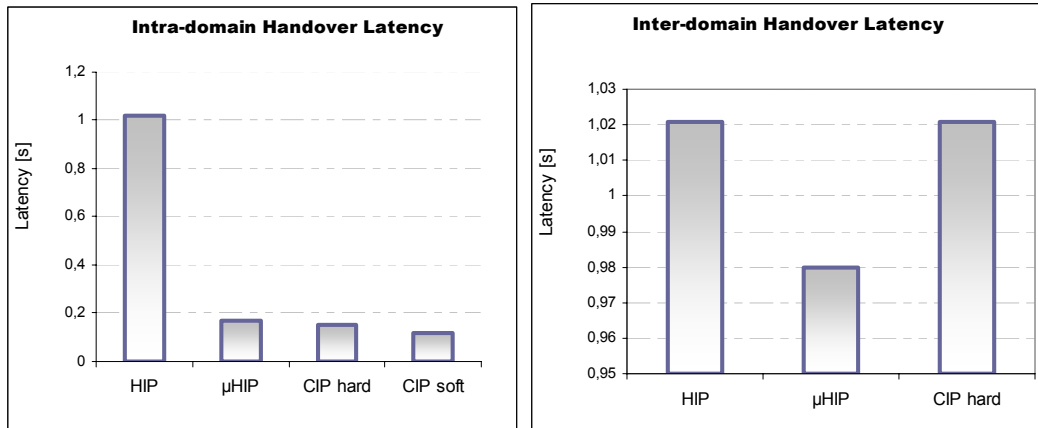 Intra-domain Handover Latency
Latency [s]
1,2
1
0,8
0,6
0,4
0,2
0
HIP µHIP CIP hard CIP soft
Inter-domain Handover Latency
Latency [s]
1,03
1,02
1,01
1
0,99
0,98
0,97
0,96
0,95
HIP µHIP CIP hard